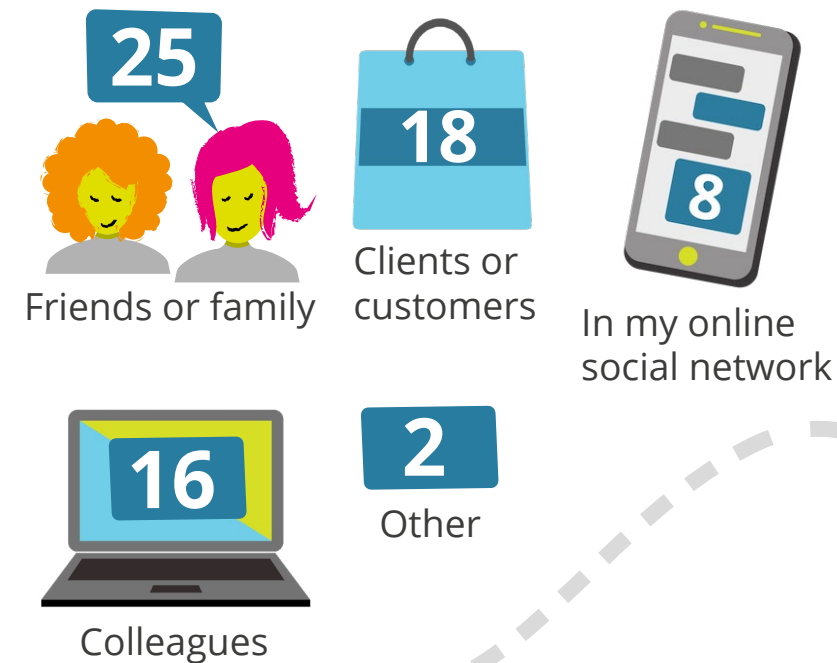 25
Friends or family
18
Clients or
customers
8
In my online
social network
16
Colleagues
2
Other